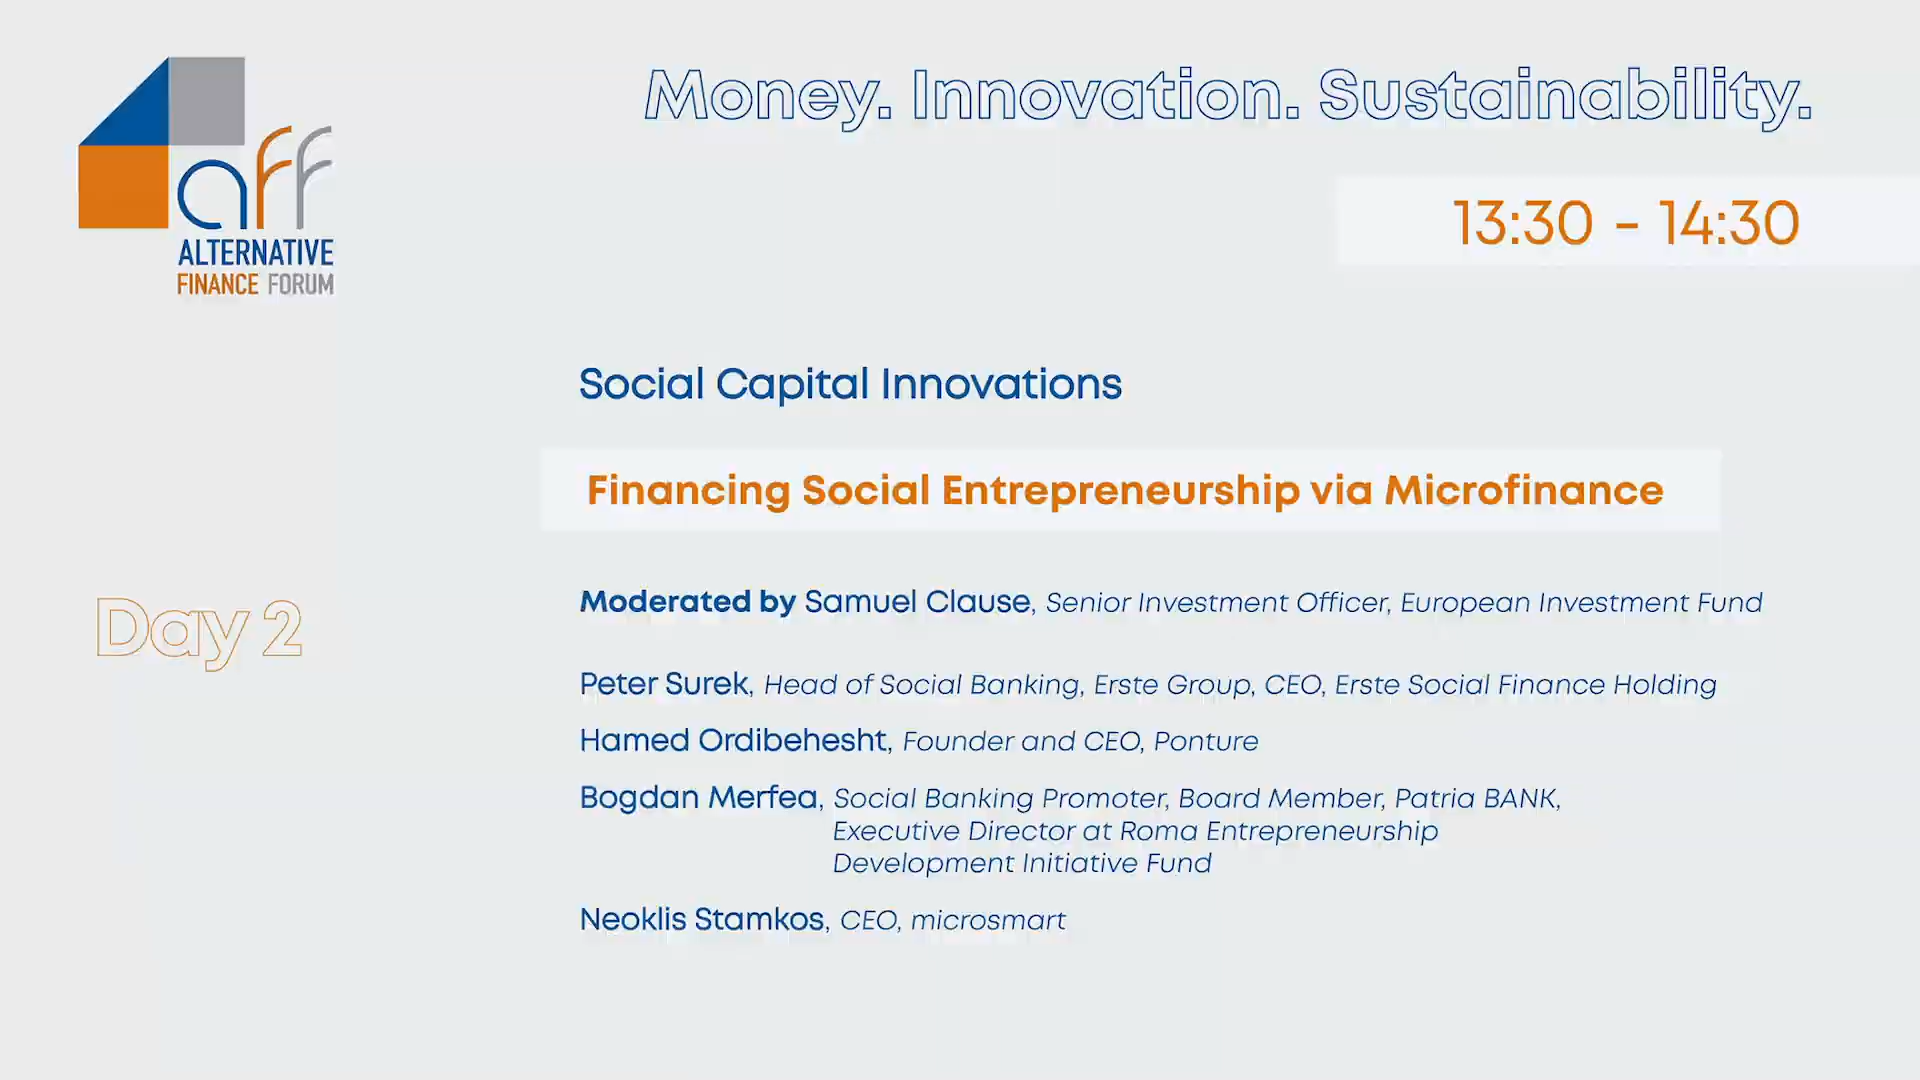 aff
ALTERNATIVE
FINANCE FORUM
Money. Innovation. Sustainability.
13:30 - 14:30
Social Capital Innovations
Financing Social Entrepreneurship via Microfinance
Day 2
Moderated by Samuel Clause, Senior Investment Officer, European Investment Fund
Peter Surek, Head of Social Banking, Erste Group, CEO, Erste Social Finance Holding
Hamed Ordibehesht, Founder and CEO, Ponture
Bogdan Merfea, Social Banking Promoter, Board Member, Patria BANK,
Executive Director at Roma Entrepreneurship
Development Initiative Fund
Neoklis Stamkos, CEO, microsmart